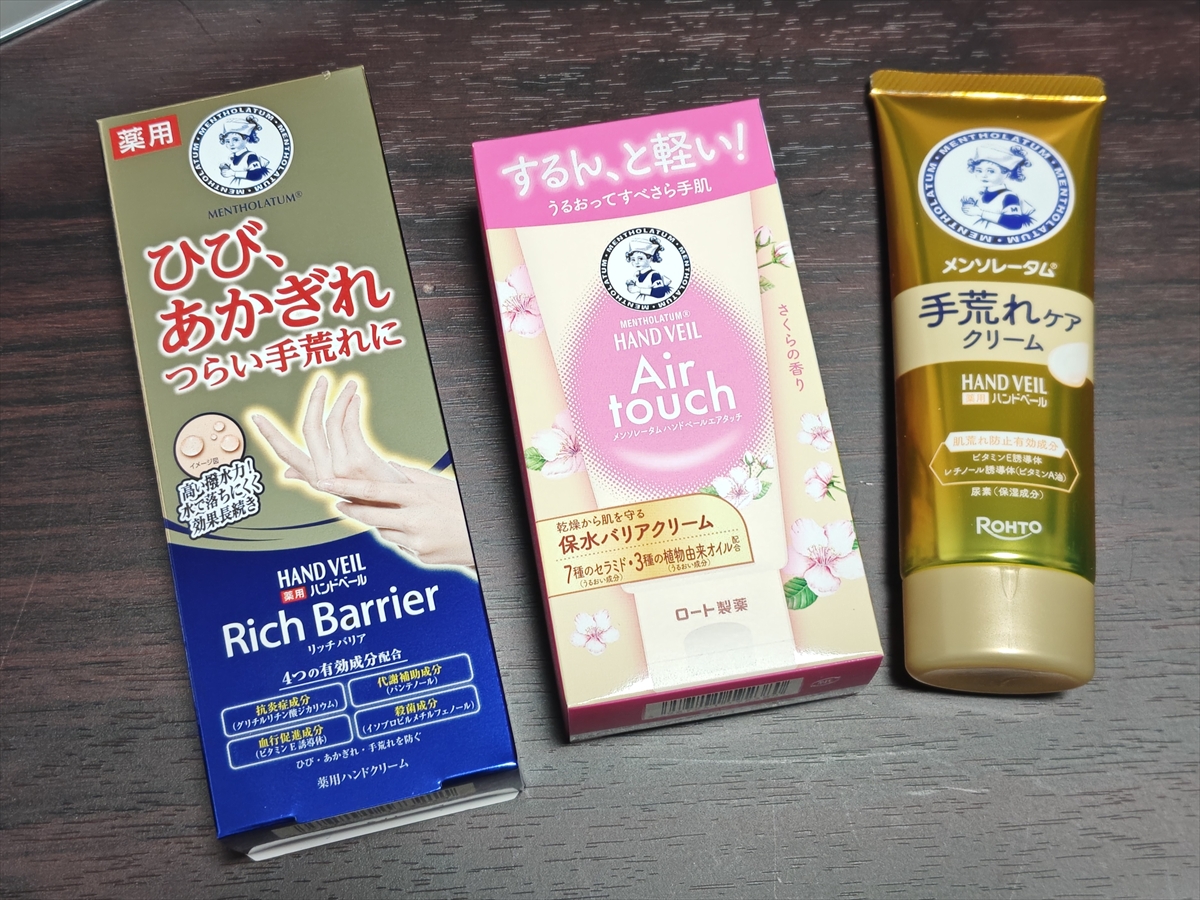 薬用
MENTHOLATUM・MENTHOLATUM・MENTHOLATUM
MENTHOLATUM®
ひび、
あかぎれ
つらい手荒れに
イメージ図
高い撥水力!
水で落ちにくく
効果長続き
HAND VEIL
薬用 ハンドベール
Rich Barrier
リッチバリア
4つの有効成分配合
抗炎症成分
(グリチルリチン酸ジカリウム)
代謝補助成分
(パンテノール)
血行促進成分
(ビタミンE誘導体)
殺菌成分
(イソプロピルメチルフェノール)
ひび・あかぎれ・手荒れを防ぐ
薬用ハンドクリーム
するん、と軽い!
うるおってすべさら手肌
MENTHOLATUM・MENTHOLATUM・MENTHOLATUM
MENTHOLATUM®
HAND VEIL
Air
touch
メンソレータム ハンドベールエアタッチ
さくらの香り
乾燥から肌を守る
保水バリアクリーム
7種のセラミド・3種の植物由来オイル配合
(うるおい成分) (うるおい成分)
ロート製薬
MENTHOLATUM・MENTHOLATUM・MENTHOLATUM
メンソレータム®
手荒れケア
クリーム
HAND VEIL
薬用 ハンドベール
肌荒れ防止有効成分
ビタミンE誘導体
レチノール誘導体(ビタミンA油)
尿素(保湿成分)
ROHTO